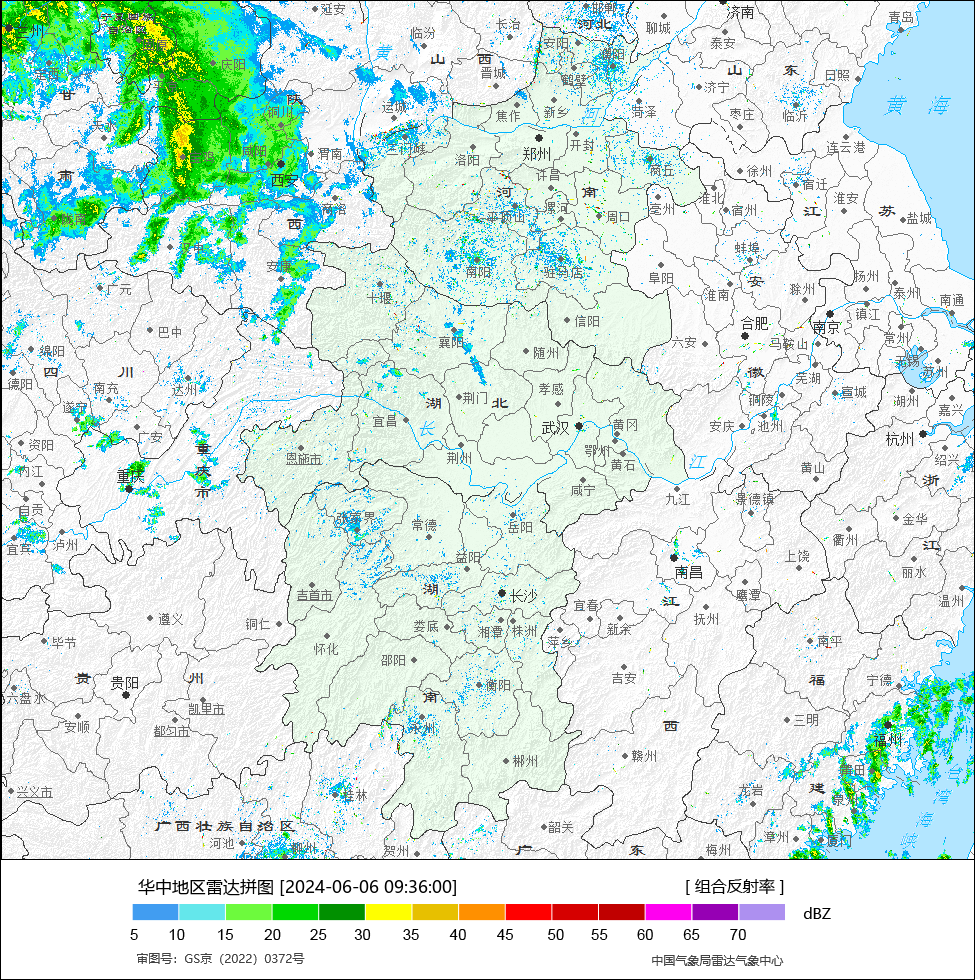 延安
邯郸
河北
聊城
济南
青岛
兰州
临汾
长治
安阳
濮阳
泰安
庆阳
山 西
晋城
鹤壁
山 东
日照
黄 海
甘
陕
铜川
运城
焦作
新乡
河
菏泽
济宁
枣庄
临沂
黄
三门峡
洛阳
郑州
开封
连云港
咸阳
渭南
西安
商丘
徐州
宿迁
肃
许昌
河 南
亳州
淮北
宿州
淮安
江 苏
盐城
商洛
西
平顶山
漯河
周口
安康
南阳
驻马店
阜阳
蚌埠
安
扬州
泰州
南通
广元
十堰
淮南
滁州
镇江
巴中
信阳
合肥
南京
常州
绵阳
襄阳
随州
六安
马鞍山
无锡
苏州
德阳
四 川
南充
达州
荆门
孝感
徽
芜湖
宣城
湖州
嘉兴
遂宁
湖 北
铜陵
广安
宜昌
长
武汉
黄冈
安庆
池州
杭州
资阳
重
庆
市
恩施市
荆州
鄂州
黄石
江
绍兴
内江
重庆
黄山
浙
自贡
咸宁
九江
景德镇
宜宾
泸州
张家界
常德
岳阳
金华
衢州
江
益阳
南昌
上饶
丽水
吉首市
湖
长沙
鹰潭
温州
遵义
铜仁
宜春
江
抚州
毕节
怀化
娄底
湘潭
株洲
萍乡
新余
南平
贵 州
贵阳
邵阳
吉安
福
宁德
六盘水
凯里市
南
衡阳
安顺
都匀市
永州
西
三明
福州
郴州
赣州
莆田
台
兴义市
桂林
龙岩
建
泉州
湾
广西壮族自治区
韶关
漳州
厦门
海
河池
柳州
贺州
广 东
梅州
峡
华中地区雷达拼图 [2024-06-06 09:36:00]
[ 组合反射率 ]
dBZ
5 10 15 20 25 30 35 40 45 50 55 60 65 70
审图号：GS京（2022）0372号
中国气象局雷达气象中心